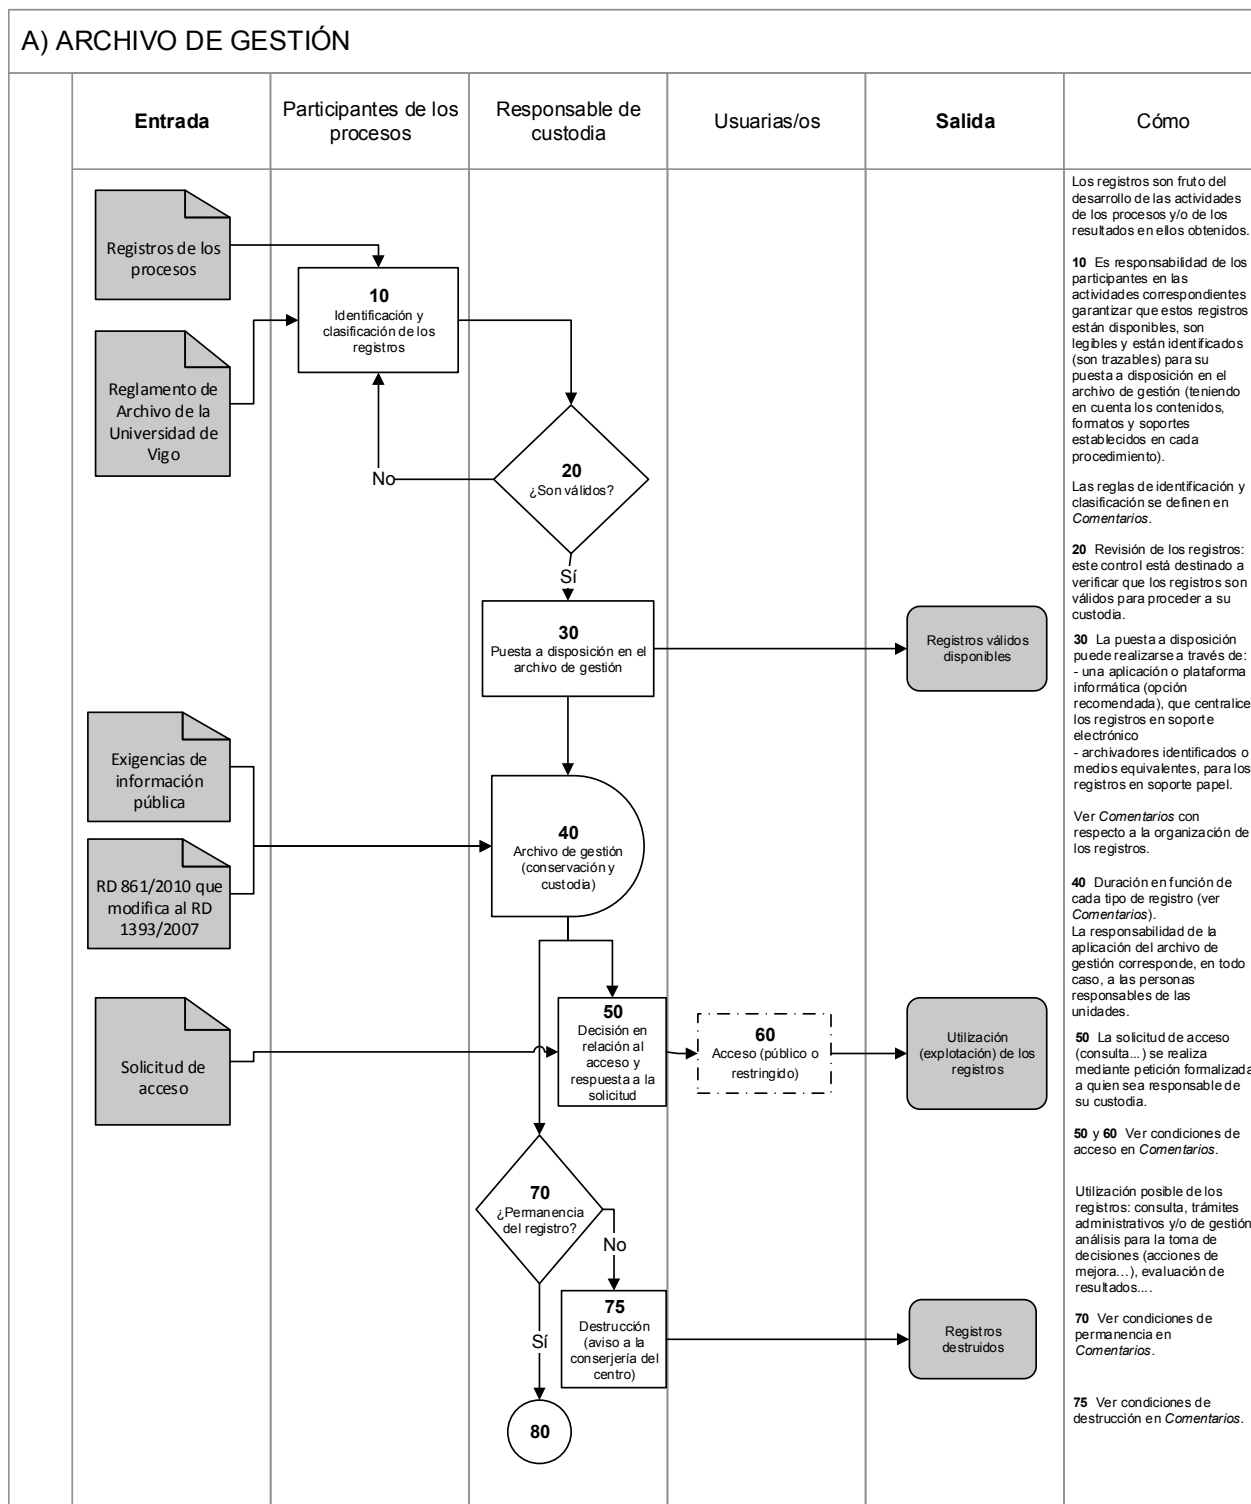 A) ARCHIVO DE GESTIÓN
Entrada
Participantes de los
procesos
Responsable de
custodia
Usuarias/os
Salida
Cómo
Registros de los
procesos
Reglamento de
Archivo de la
Universidad de
Vigo
10
Identificación y
clasificación de los
registros
20
¿Son válidos?
No
Sí
30
Puesta a disposición en el
archivo de gestión
Registros válidos
disponibles
Exigencias de
información
pública
RD 861/2010 que
modifica al RD
1393/2007
40
Archivo de gestión
(conservación y
custodia)
Solicitud de
acceso
50
Decisión en
relación al
acceso y
respuesta a la
solicitud
60
Acceso (público o
restringido)
Utilización
(explotación) de los
registros
70
¿Permanencia
del registro?
No
Sí
75
Destrucción
(aviso a la
conserjería del
centro)
Registros
destruidos
80
Los registros son fruto del
desarrollo de las actividades
de los procesos y/o de los
resultados en ellos obtenidos.
10 Es responsabilidad de los
participantes en las
actividades correspondientes
garantizar que estos registros
están disponibles, son
legibles y están identificados
(son trazables) para su
puesta a disposición en el
archivo de gestión (teniendo
en cuenta los contenidos,
formatos y soportes
establecidos en cada
procedimiento).
Las reglas de identificación y
clasificación se definen en
Comentarios.
20 Revisión de los registros:
este control está destinado a
verificar que los registros son
válidos para proceder a su
custodia.
30 La puesta a disposición
puede realizarse a través de:
- una aplicación o plataforma
informática (opción
recomendada), que centralice
los registros en soporte
electrónico
- archivadores identificados o
medios equivalentes, para los
registros en soporte papel.
Ver Comentarios con
respecto a la organización de
los registros.
40 Duración en función de
cada tipo de registro (ver
Comentarios).
La responsabilidad de la
aplicación del archivo de
gestión corresponde, en todo
caso, a las personas
responsables de las
unidades.
50 La solicitud de acceso
(consulta...) se realiza
mediante petición formalizada
a quien sea responsable de
su custodia.
50 y 60 Ver condiciones de
acceso en Comentarios.
Utilización posible de los
registros: consulta, trámites
administrativos y/o de gestión
análisis para la toma de
decisiones (acciones de
mejora...), evaluación de
resultados....
70 Ver condiciones de
permanencia en
Comentarios.
75 Ver condiciones de
destrucción en Comentarios.